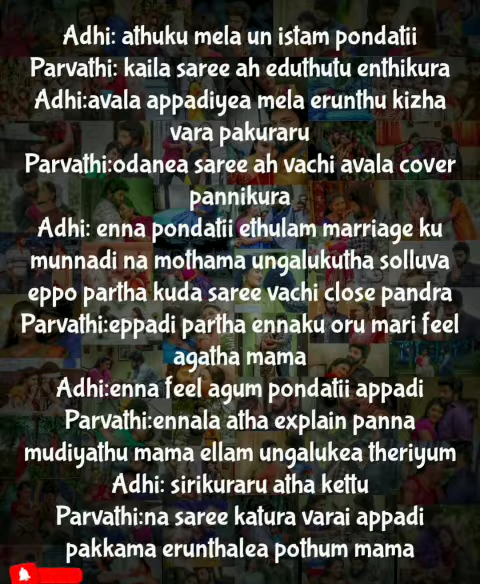 Adhi: athuku mela un istam pondatii
Parvathi: kaila saree ah eduthutu enthikura
Adhi:avala appadiyea mela erunthu kizha
vara pakuraru
Parvathi:odanea saree ah vachi avala cover
pannikura
Adhi: enna pondatii ethulam marriage ku
munnadi na mothama ungalukutha solluva
eppo partha kuda saree vachi close pandra
Parvathi:eppadi partha ennaku oru mari feel
agatha mama
Adhi:enna feel agum pondatii appadi
Parvathi:ennala atha explain panna
mudiyathu mama ellam ungalukea theriyum
Adhi: sirikuraru atha kettu
Parvathi:na saree katura varai appadi
pakkama erunthalea pothum mama